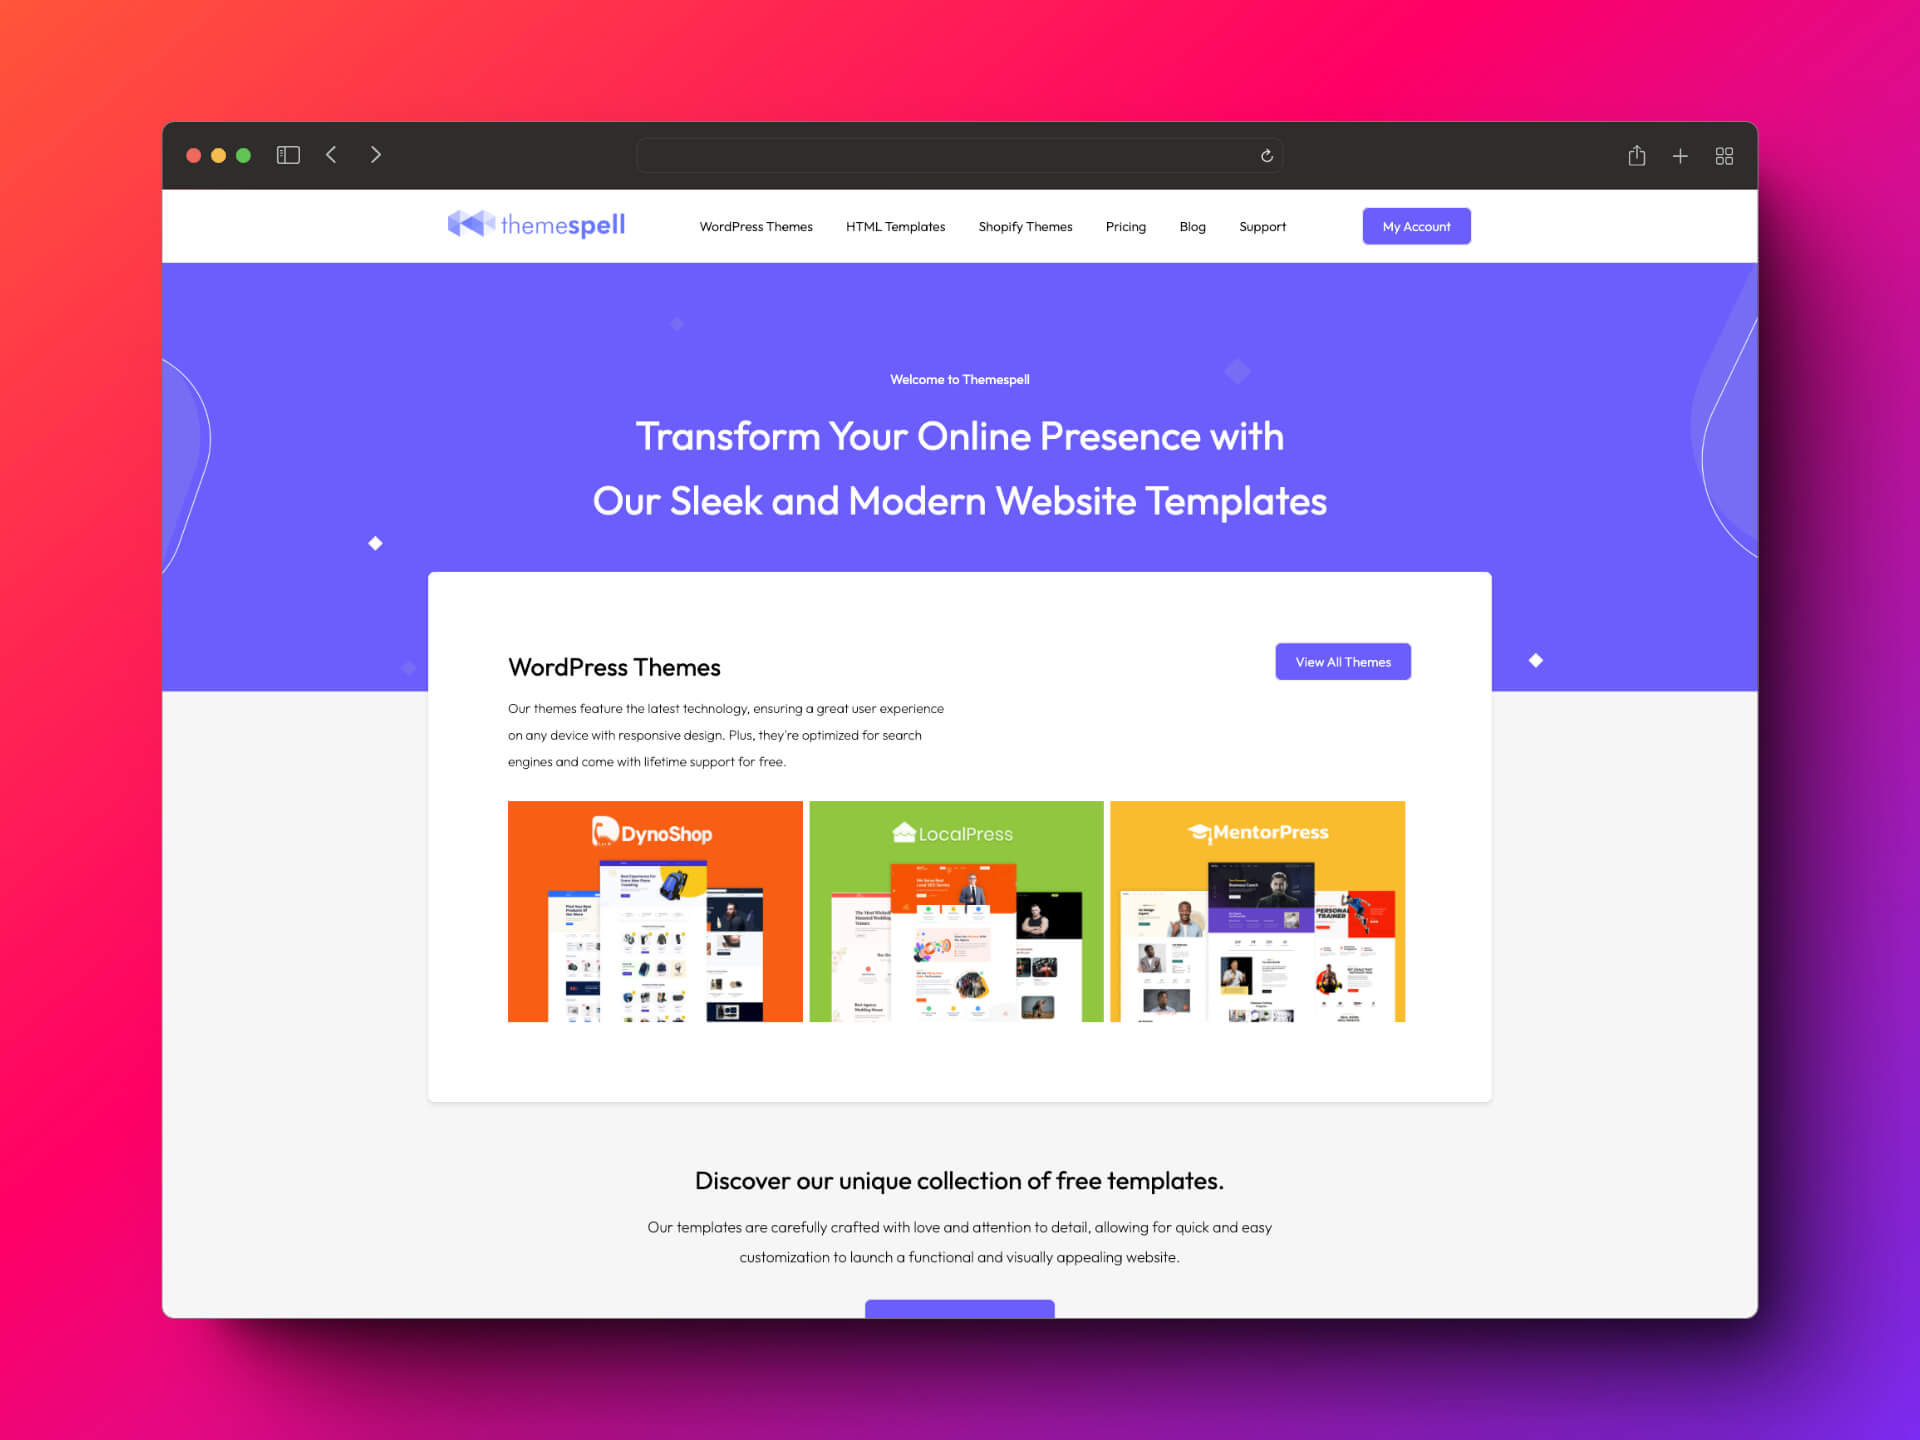 themespell
WordPress Themes
HTML Templates
Shopify Themes
Pricing
Blog
Support
My Account
Welcome to Themespell
Transform Your Online Presence with
Our Sleek and Modern Website Templates
WordPress Themes
View All Themes
Our themes feature the latest technology, ensuring a great user experience
on any device with responsive design. Plus, they're optimized for search
engines and come with lifetime support for free.
DynoShop
LocalPress
MentorPress
Business Coach
PERSONAL
TRAINER
Discover our unique collection of free templates.
Our templates are carefully crafted with love and attention to detail, allowing for quick and easy
customization to launch a functional and visually appealing website.